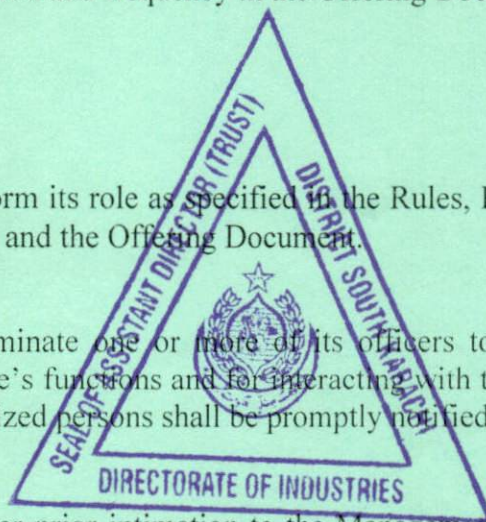 orm its role as specified in the Rules,
and the Offering Document.
minate one or more of its officers to
e's functions and for interacting with t
ized persons shall be promptly notified
SEAL OF ASSISTANT DIRECTOR (TRUST)
DISTRICT SOUTH KARACHI
DIRECTORATE OF INDUSTRIES